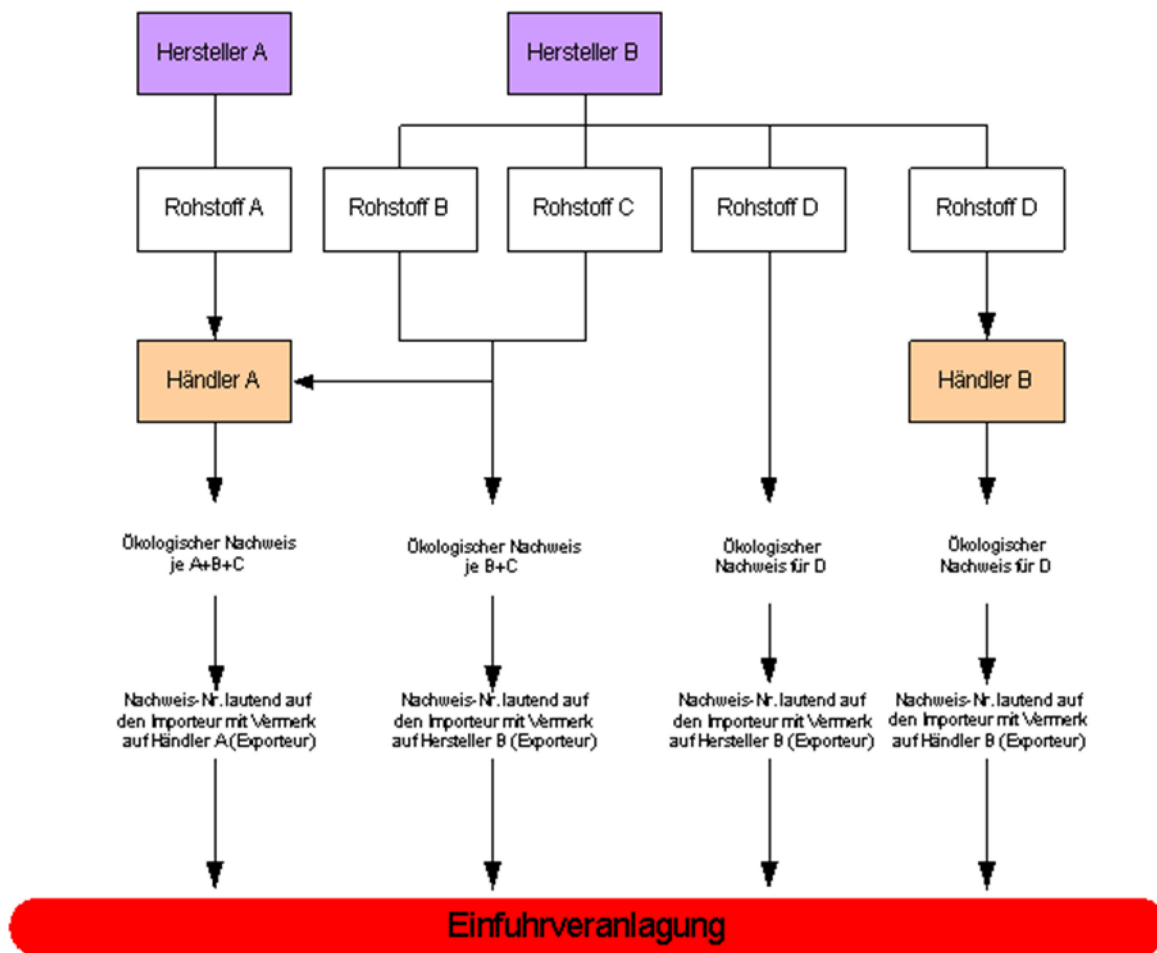 Hersteller A
Hersteller B
Rohstoff A
Rohstoff B
Rohstoff C
Rohstoff D
Rohstoff D
Händler A
Händler B
Ökologischer Nachweis
je A+B+C
Ökologischer Nachweis
je B+C
Ökologischer
Nachweis für D
Ökologischer
Nachweis für D
Nachweis-Nr. lautend auf
den Importeur mit Vermerk
auf Händler A (Exporteur)
Nachweis-Nr. lautend auf
den Importeur mit Vermerk
auf Hersteller B (Exporteur)
Nachweis-Nr. lautend auf
den Importeur mit Vermerk
auf Hersteller B (Exporteur)
Nachweis-Nr. lautend auf
den Importeur mit Vermerk
auf Händler B (Exporteur)
Einfuhrveranlagung